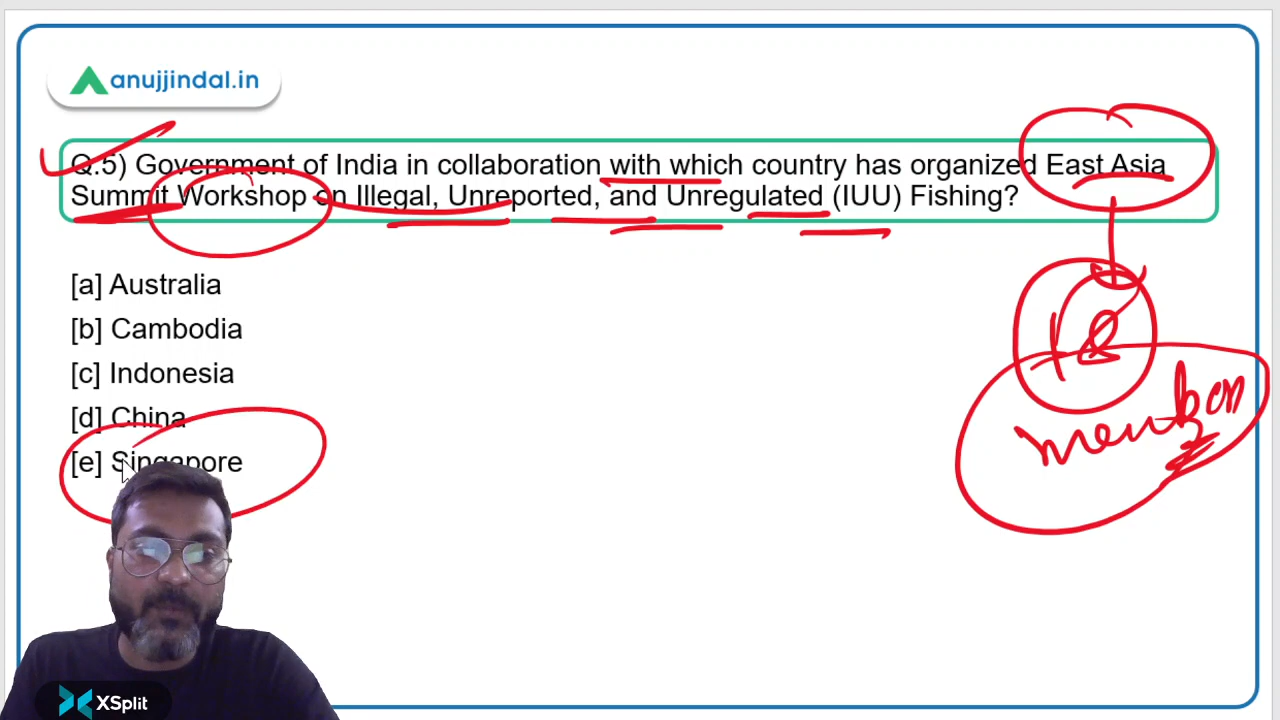 anujjindal.in
Q.5) Government of India in collaboration with which country has organized East Asia
Summit Workshop on Illegal, Unreported, and Unregulated (IUU) Fishing?
[a] Australia
[b] Cambodia
[c] Indonesia
[d] China
[e] Singapore
18
member
XSplit